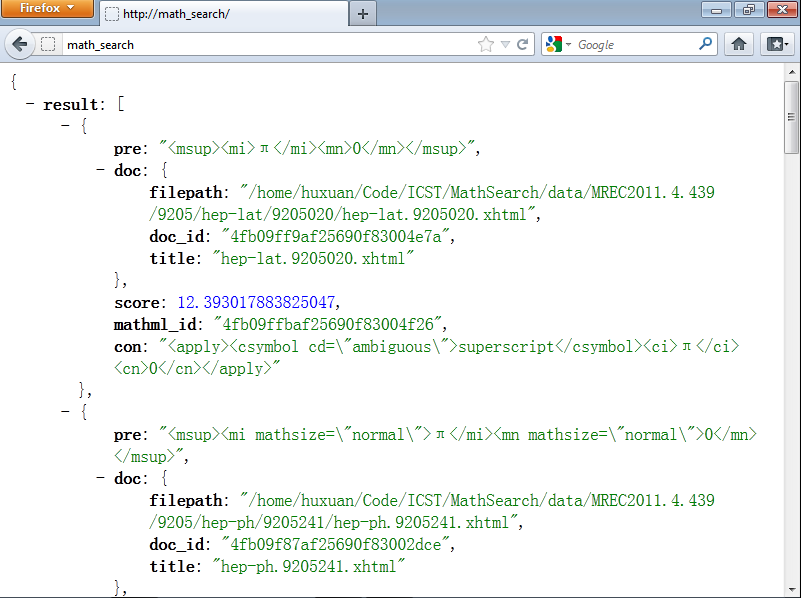 Firefox
http://math_search/
math_search
Google
{
- result: [
- {
pre: "<msup><mi>π</mi><mn>0</mn></msup>",
- doc: {
filepath: "/home/huxuan/Code/ICST/MathSearch/data/MREC2011.4.439
/9205/hep-lat/9205020/hep-lat.9205020.xhtml",
doc_id: "4fb09ff9af25690f83004e7a",
title: "hep-lat.9205020.xhtml"
},
score: 12.393017883825047,
mathml_id: "4fb09ffbaf25690f83004f26",
con: "<apply><csymbol cd=\"ambiguous\">superscript</csymbol><ci>π</ci>
<cn>0</cn></apply>"
},
- {
pre: "<msup><mi mathsize=\"normal\">π</mi><mn mathsize=\"normal\">0</mn>
</msup>",
- doc: {
filepath: "/home/huxuan/Code/ICST/MathSearch/data/MREC2011.4.439
/9205/hep-ph/9205241/hep-ph.9205241.xhtml",
doc_id: "4fb09f87af25690f83002dce",
title: "hep-ph.9205241.xhtml"
},